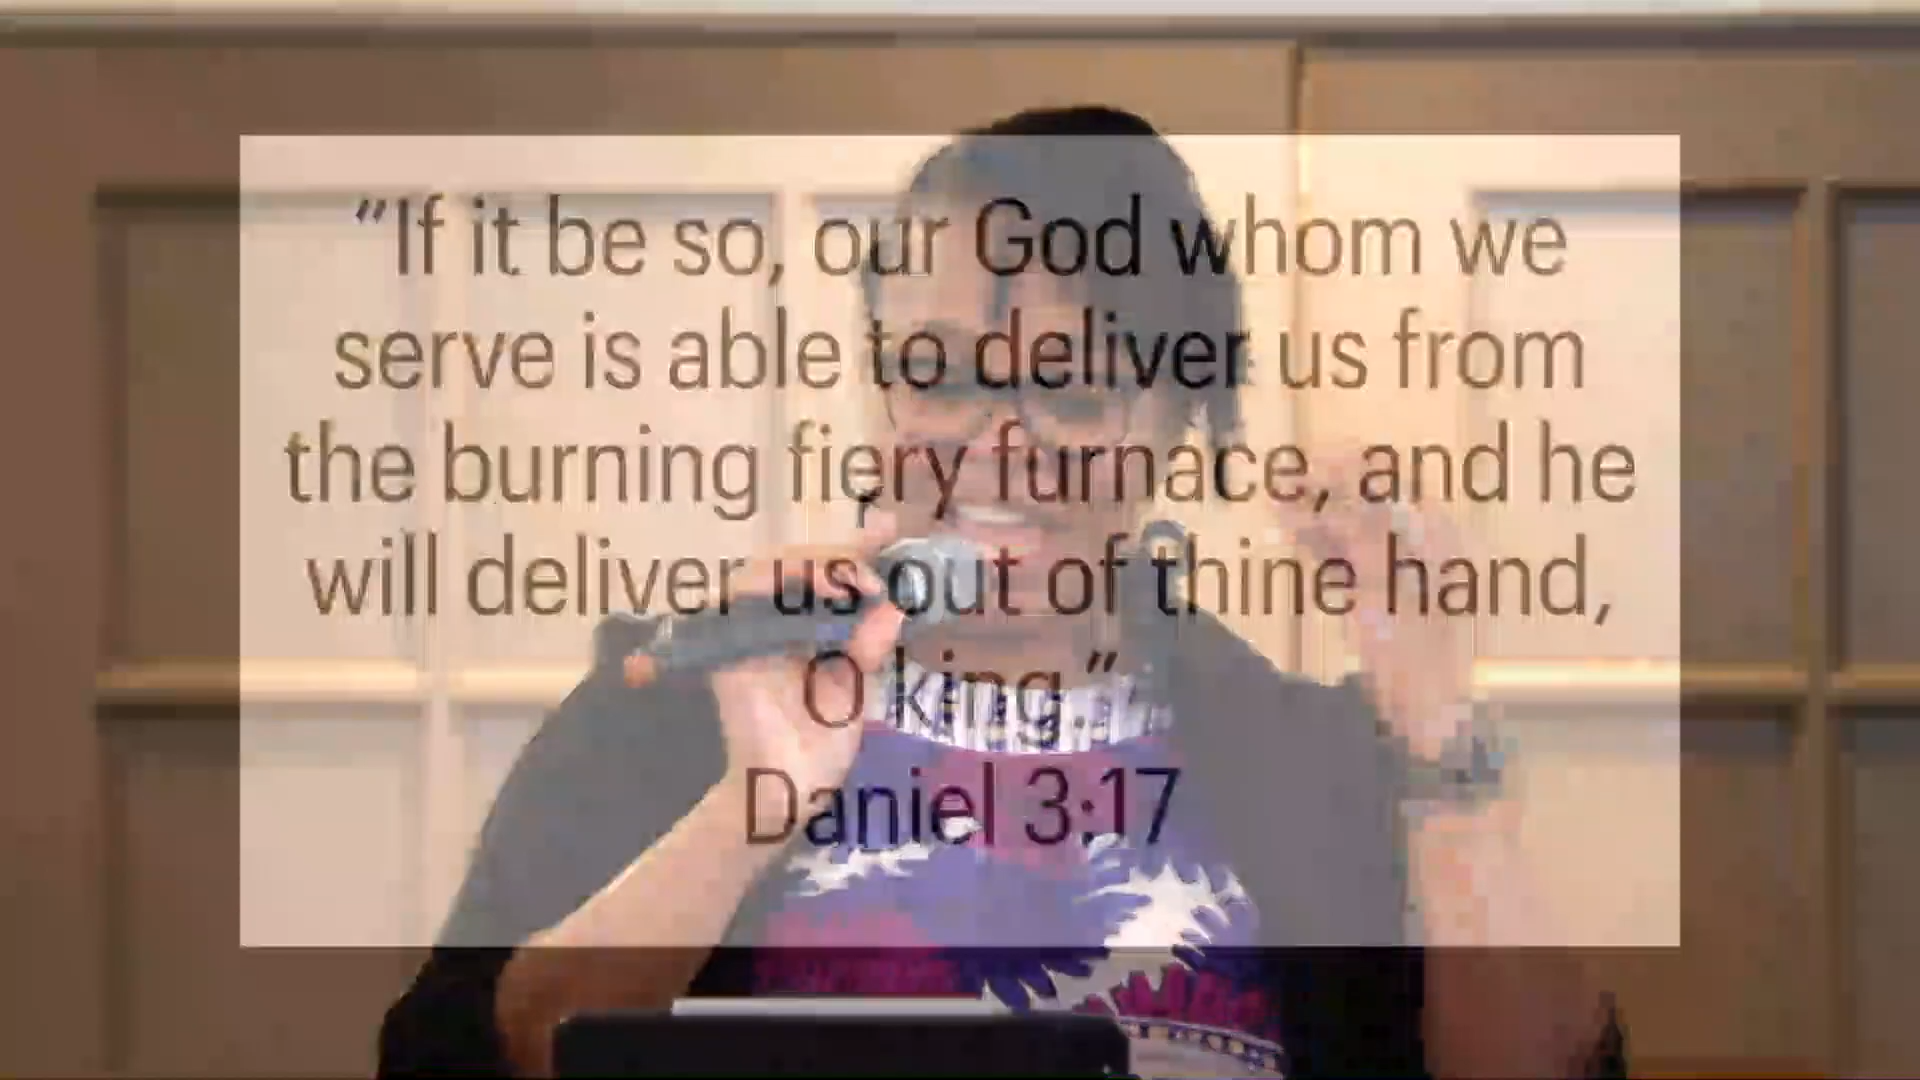 “If it be so, our God whom we
serve is able to deliver us from
the burning fiery furnace, and he
will deliver us out of thine hand,
O king.”
Daniel 3:17